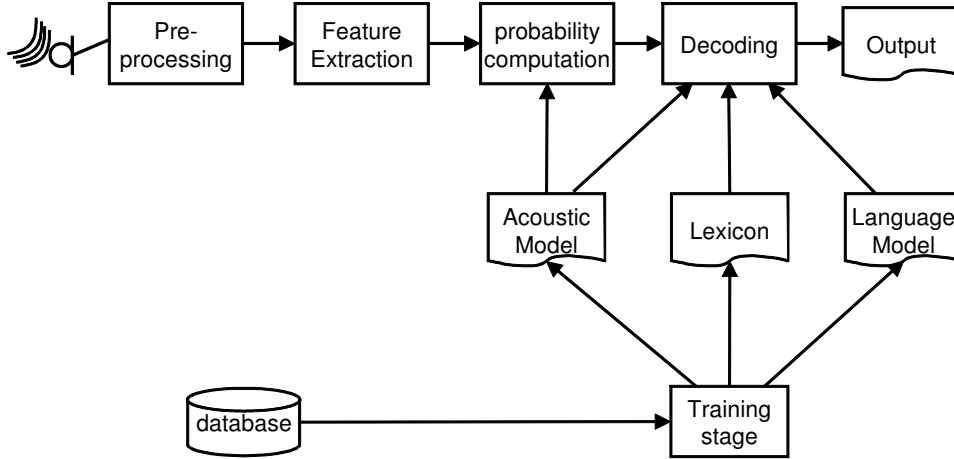 Pre-
processing
Feature
Extraction
probability
computation
Decoding
Output
Acoustic
Model
Lexicon
Language
Model
database
Training
stage